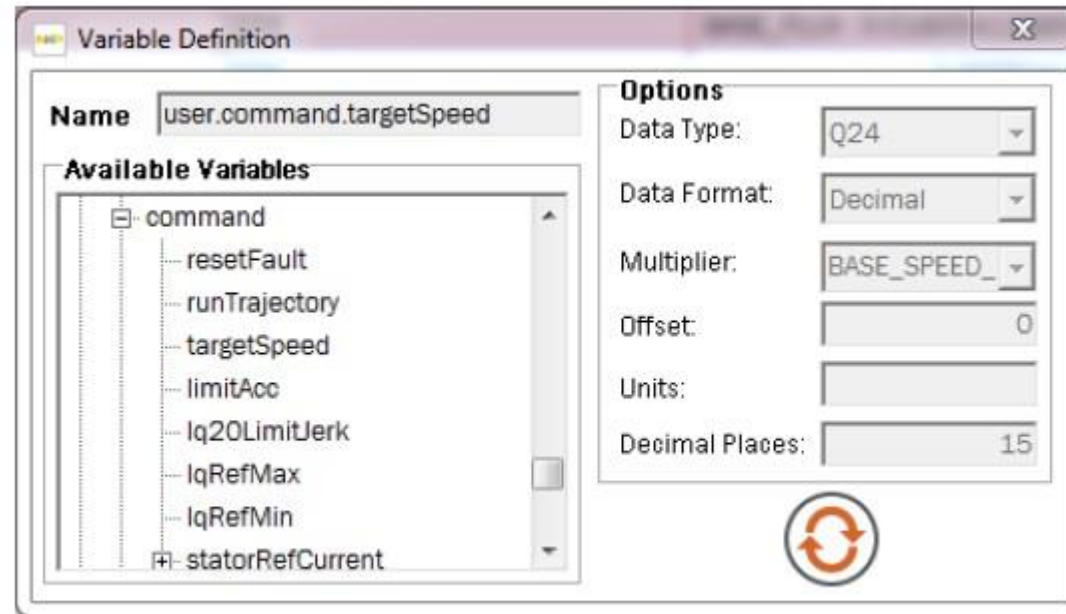 Variable Definition
Name user.command.targetSpeed
Available Variables
command
resetFault
runTrajectory
targetSpeed
limitAcc
lq20LimitJerk
IqRefMax
IqRefMin
statorRefCurrent
Options
Data Type: Q24
Data Format: Decimal
Multiplier: BASE_SPEED_
Offset: 0
Units:
Decimal Places: 15